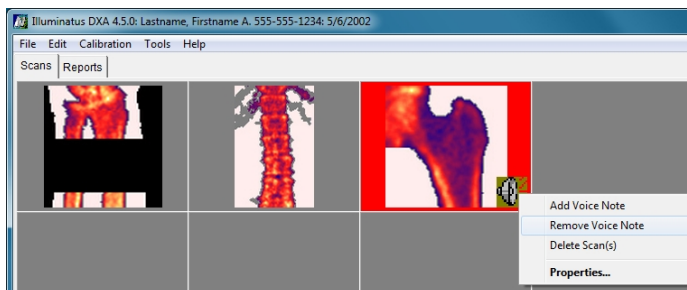 Illuminatus DXA 4.5.0: Lastname, Firstname A. 555-555-1234: 5/6/2002
File Edit Calibration Tools Help
Scans Reports
Add Voice Note
Remove Voice Note
Delete Scan(s)
Properties...